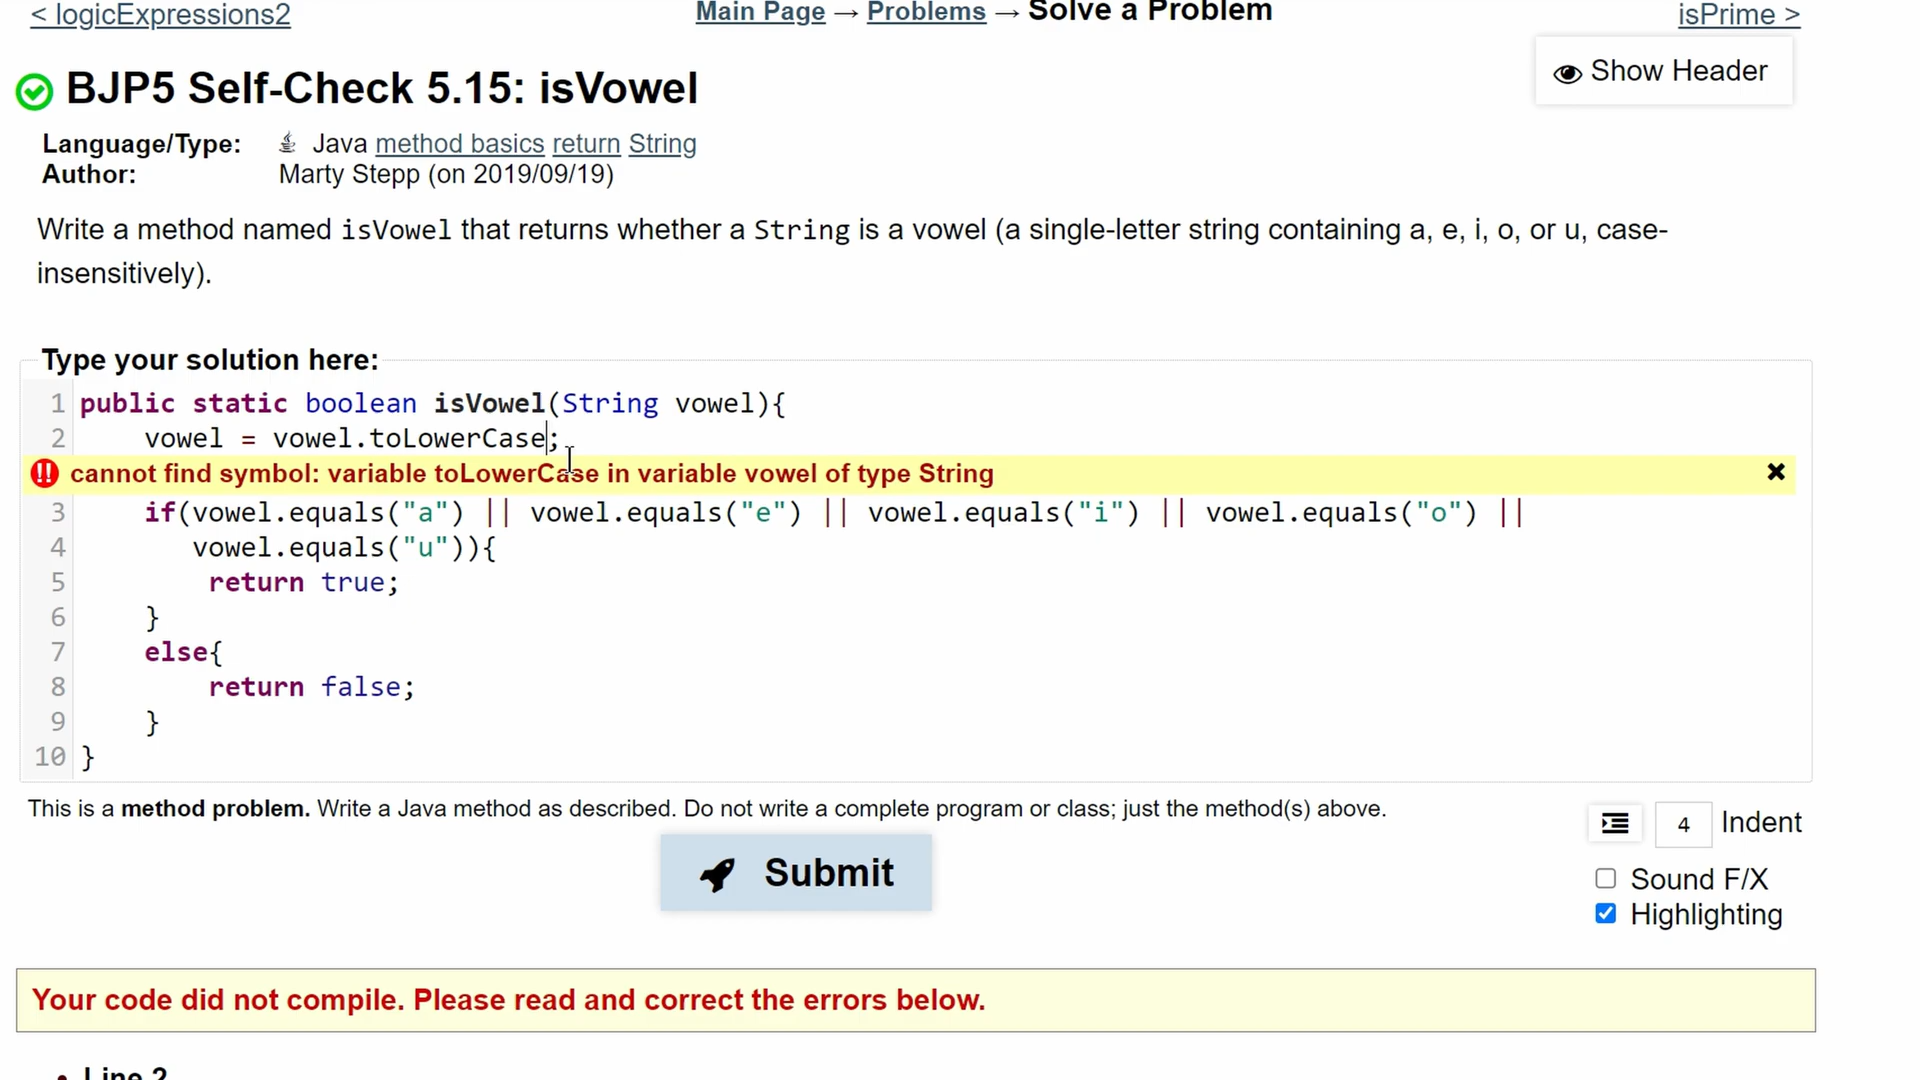 < logicExpressions2 Main Page → Problems → Solve a Problem isPrime >
Show Header
BJP5 Self-Check 5.15: isVowel
Language/Type: Java method basics return String
Author: Marty Stepp (on 2019/09/19)
Write a method named isVowel that returns whether a String is a vowel (a single-letter string containing a, e, i, o, or u, case-
insensitively).
Type your solution here:
1 public static boolean isVowel(String vowel){
2 vowel = vowel.toLowerCase;
!! cannot find symbol: variable toLowerCase in variable vowel of type String ✖
3 if(vowel.equals("a") || vowel.equals("e") || vowel.equals("i") || vowel.equals("o") ||
4 vowel.equals("u")){
5 return true;
6 }
7 else{
8 return false;
9 }
10 }
This is a method problem. Write a Java method as described. Do not write a complete program or class; just the method(s) above.
4 Indent
Submit
Sound F/X
Highlighting
Your code did not compile. Please read and correct the errors below.
• Line 2